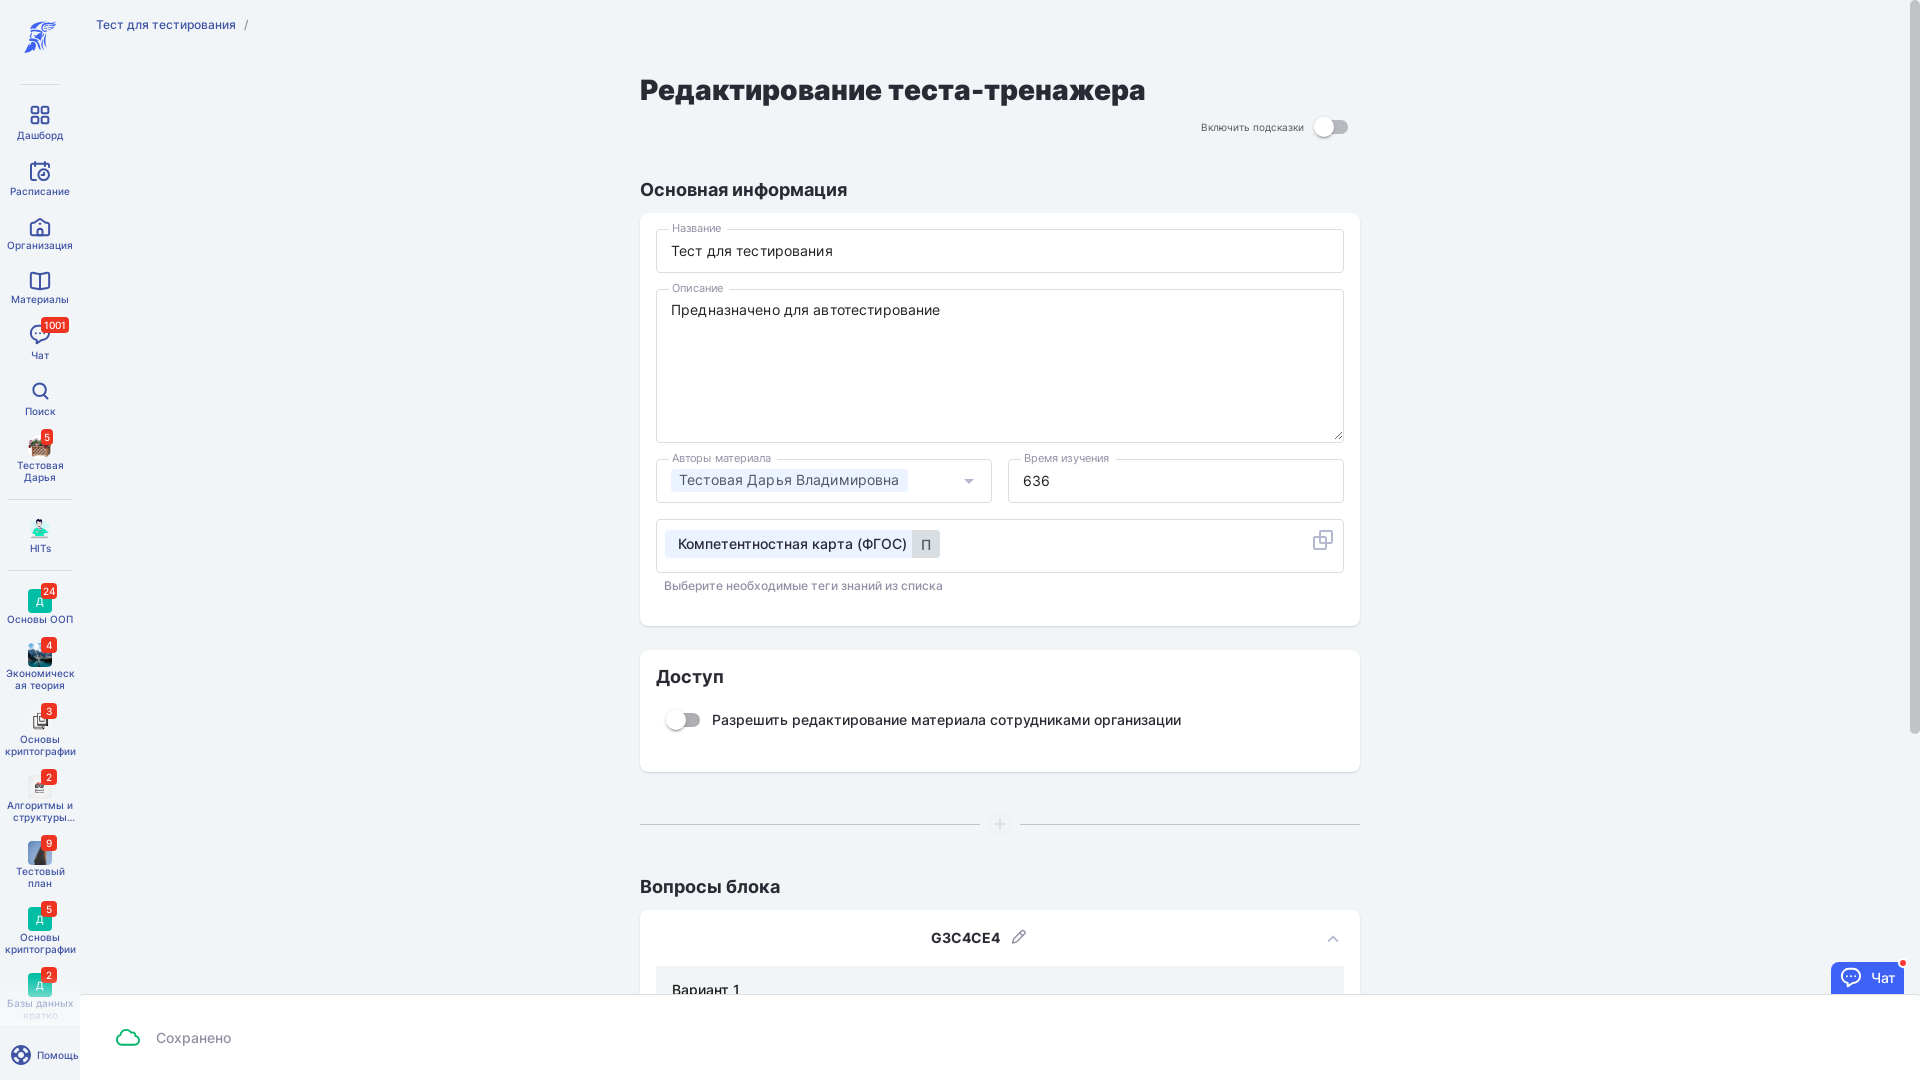 Тест для тестирования /
Дашборд
Расписание
Организация
Материалы
1001
Чат
Поиск
5
Тестовая
Дарья
HITs
24
Д
Основы ООП
4
Экономическ
ая теория
3
Основы
криптографии
2
Алгоритмы и
структуры...
9
Тестовый
план
5
Д
Основы
криптографии
2
Д
Базы данных
кратко
Помощь
Редактирование теста-тренажера
Включить подсказки
Основная информация
Название
Тест для тестирования
Описание
Предназначено для автотестирование
Авторы материала
Тестовая Дарья Владимировна
Время изучения
636
Компетентностная карта (ФГОС) П
Выберите необходимые теги знаний из списка
Доступ
Разрешить редактирование материала сотрудниками организации
Вопросы блока
G3C4CE4
Вариант 1
Чат
Сохранено